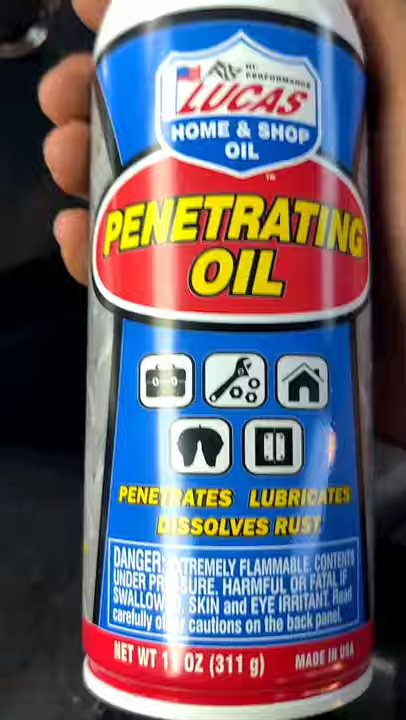 HI-
PERFORMANCE
LUCAS
HOME & SHOP
OIL
™
PENETRATING
OIL
PENETRATES LUBRICATES
DISSOLVES RUST
DANGER: EXTREMELY FLAMMABLE. CONTENTS
UNDER PRESSURE. HARMFUL OR FATAL IF
SWALLOWED, SKIN and EYE IRRITANT. Read
carefully other cautions on the back panel.
NET WT 11 OZ (311 g) MADE IN USA